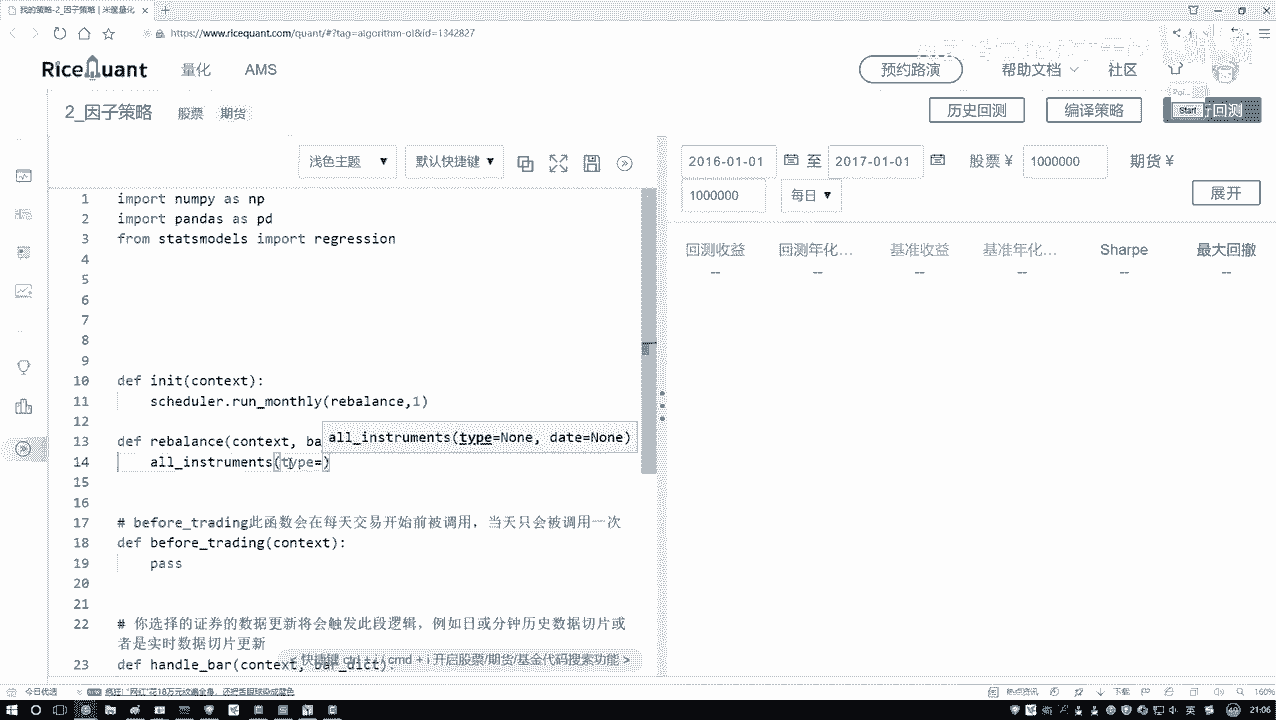 我的策略-2_因子策略 | 米筐量化
https://www.ricequant.com/quant/#?tag=algorithm-ol&id=1342827
RiceQuant 量化 AMS 预约路演 帮助文档 社区
2_因子策略 股票 期货 历史回测 编译策略 回测
Start
浅色主题 默认快捷键
2016-01-01 至 2017-01-01 股票 ¥ 1000000 期货 ¥
1000000 每日 展开
回测收益 回测年化... 基准收益 基准年化... Sharpe 最大回撤
-- -- -- -- -- --
1 import numpy as np
2 import pandas as pd
3 from statsmodels import regression
4
5
6
7
8
9
10 def init(context):
11 scheduler.run_monthly(rebalance,1)
12
all_instruments(type=None, date=None)
13 def rebalance(context, ba
14 all_instruments(type=)
15
16
17 # before_trading此函数会在每天交易开始前被调用，当天只会被调用一次
18 def before_trading(context):
19 pass
20
21
22 # 你选择的证券的数据更新将会触发此段逻辑，例如日或分钟历史数据切片或
者是实时数据切片更新
23 def handle_bar(context, bar_dict):
快捷键 ctrl + i / cmd + i 开启股票/期货/基金代码搜索功能 >
今日优选 热点资讯 下载 160%
英 21:06